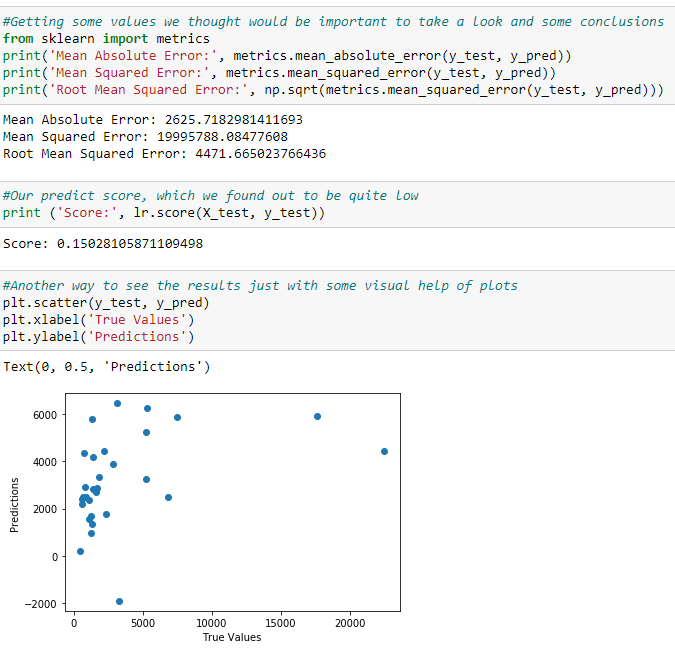 #Getting some values we thought would be important to take a look and some conclusions
from sklearn import metrics
print('Mean Absolute Error:', metrics.mean_absolute_error(y_test, y_pred))
print('Mean Squared Error:', metrics.mean_squared_error(y_test, y_pred))
print('Root Mean Squared Error:', np.sqrt(metrics.mean_squared_error(y_test, y_pred)))
Mean Absolute Error: 2625.7182981411693
Mean Squared Error: 19995788.08477608
Root Mean Squared Error: 4471.665023766436
#Our predict score, which we found out to be quite low
print ('Score:', lr.score(X_test, y_test))
Score: 0.15028105871109498
#Another way to see the results just with some visual help of plots
plt.scatter(y_test, y_pred)
plt.xlabel('True Values')
plt.ylabel('Predictions')
Text(0, 0.5, 'Predictions')
6000
4000
2000
0
−2000
Predictions
0
5000
10000
15000
20000
True Values